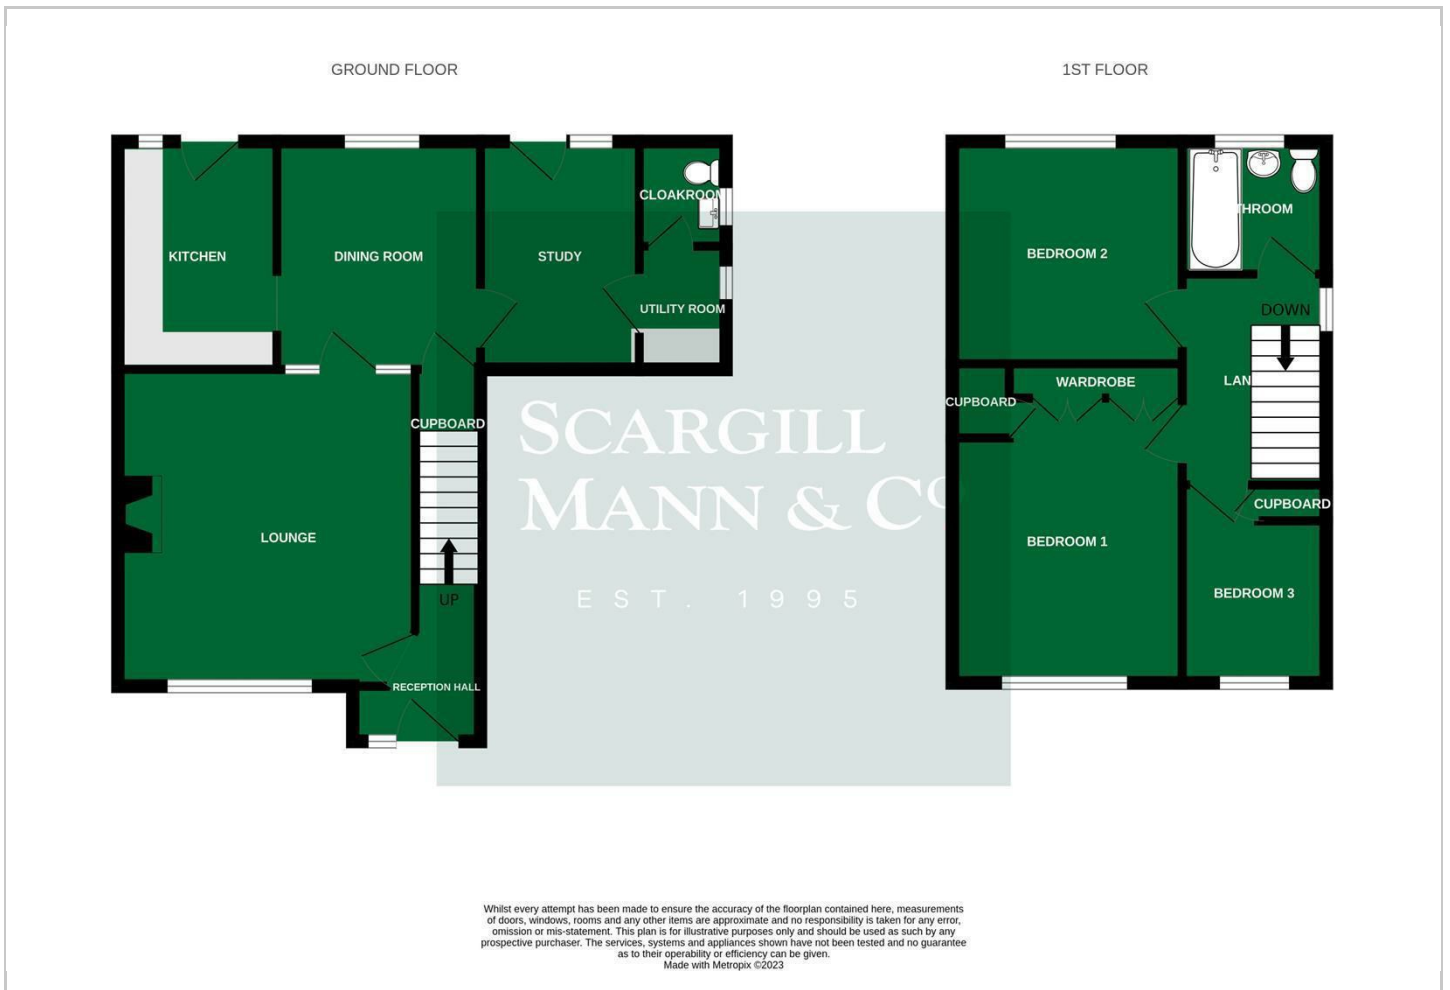 GROUND FLOOR
1ST FLOOR
KITCHEN
DINING ROOM
STUDY
CLOAKROOM
UTILITY ROOM
CUPBOARD
LOUNGE
UP
RECEPTION HALL
BEDROOM 2
THROOM
DOWN
LAN
WARDROBE
CUPBOARD
BEDROOM 1
CUPBOARD
BEDROOM 3
SCARGILL
MANN & CO
EST. 1995
Whilst every attempt has been made to ensure the accuracy of the floorplan contained here, measurements
of doors, windows, rooms and any other items are approximate and no responsibility is taken for any error,
omission or mis-statement. This plan is for illustrative purposes only and should be used as such by any
prospective purchaser. The services, systems and appliances shown have not been tested and no guarantee
as to their operability or efficiency can be given.
Made with Metropix ©2023